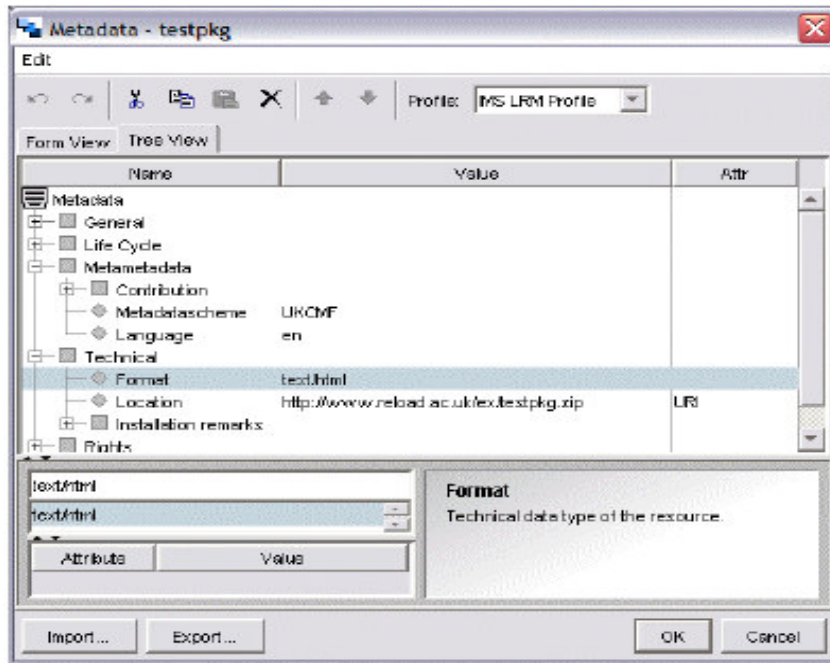 Metadata - testpkg
Edit
Profile: IMS LRM Profile
Form View Tree View
Name Value Attr
Metadata
General
Life Cycle
Metametadata
Contribution
Metadatascheme UKCMF
Language en
Technical
Format text/html
Location http://www.reload.ac.uk/ex/testpkg.zip URI
Installation remarks
Rights
text/html
text/html
Attribute Value
Format
Technical data type of the resource.
Import... Export... OK Cancel